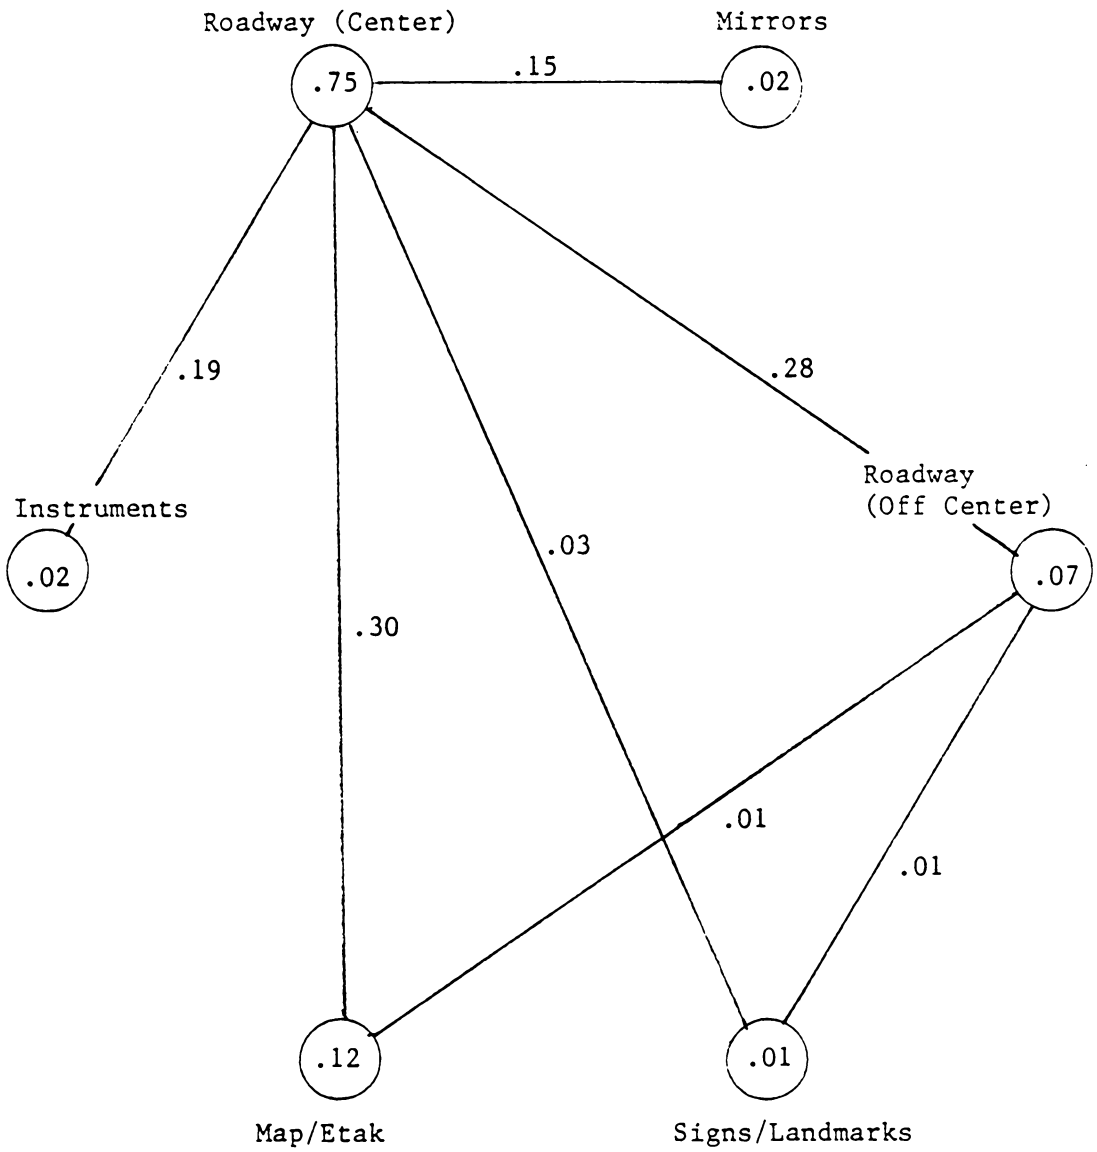 Roadway (Center)
Mirrors
.75
.15
.02
.19
.28
Instruments
Roadway
(Off Center)
.02
.03
.07
.30
.01
.01
.12
.01
Map/Etak
Signs/Landmarks